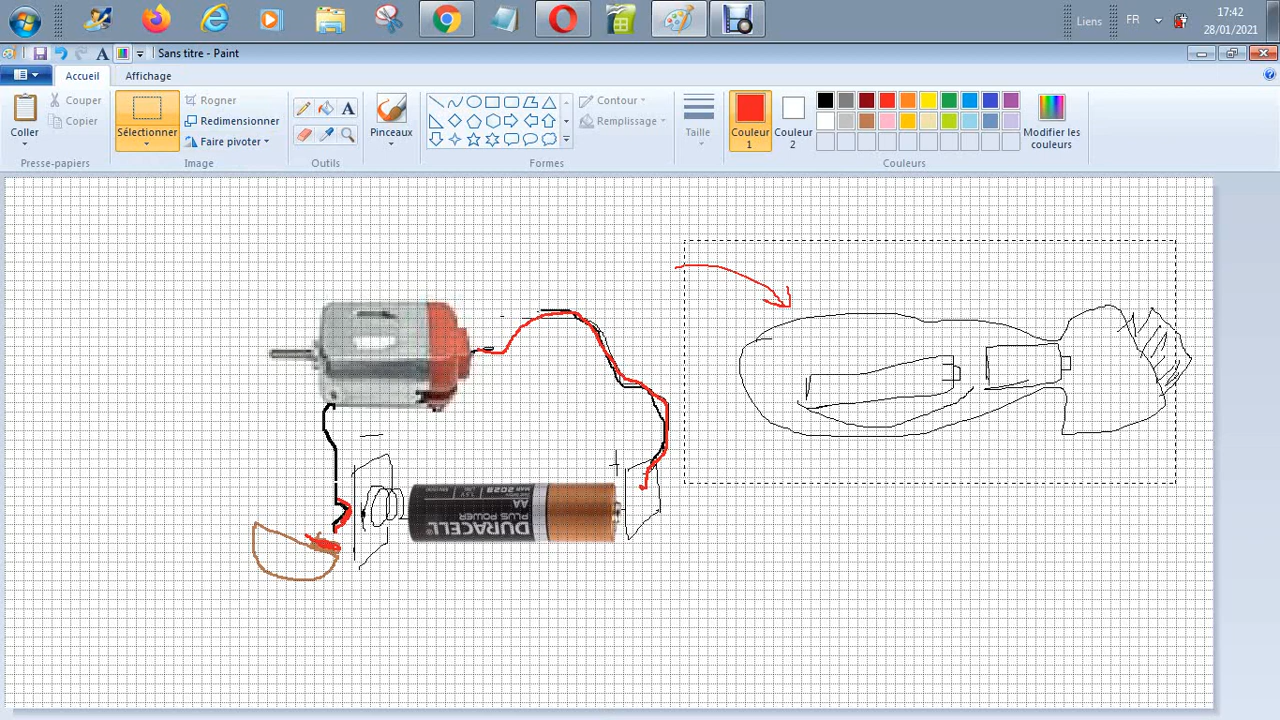 17:42
Liens FR
28/01/2021
Sans titre - Paint
Accueil Affichage
Couper Rogner Contour
A
Copier Redimensionner Remplissage
Coller Sélectionner Faire pivoter Pinceaux Taille Couleur 1 Couleur 2 Modifier les couleurs
Presse-papiers Image Outils Formes Couleurs
DURACELL
PLUS POWER
AA
MAR 2028